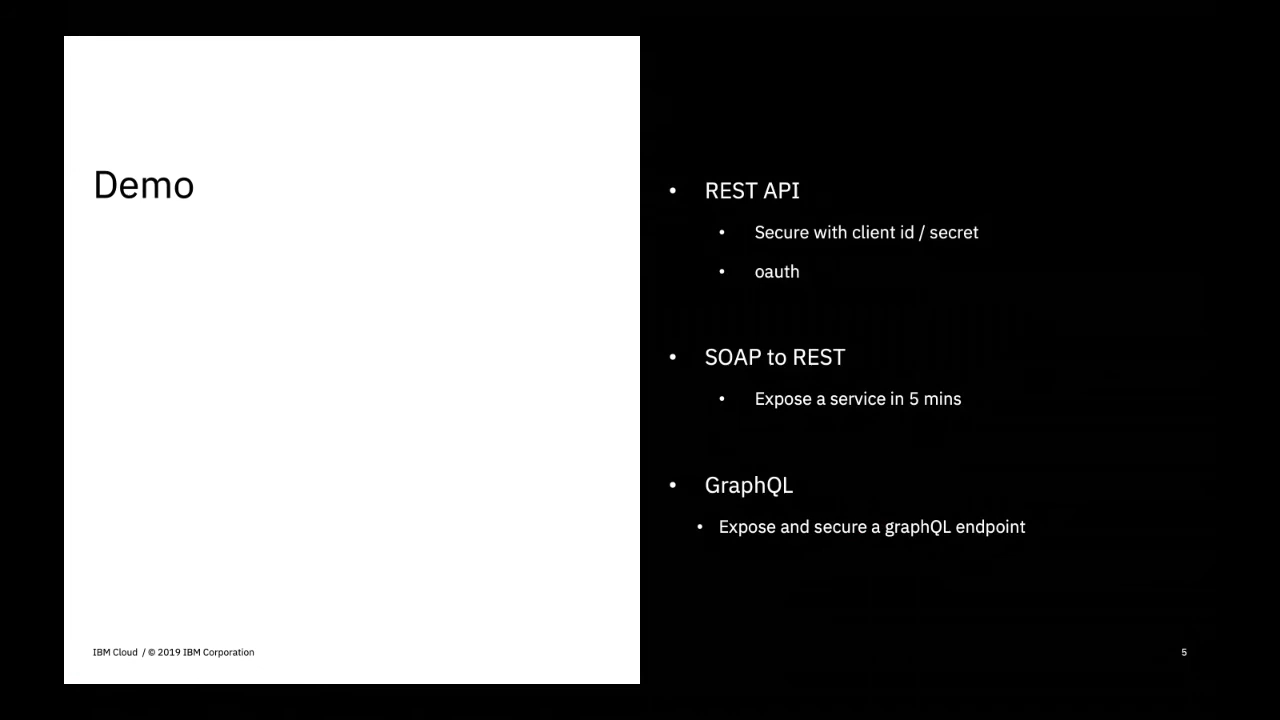 Demo
• REST API
• Secure with client id / secret
• oauth
• SOAP to REST
• Expose a service in 5 mins
• GraphQL
• Expose and secure a graphQL endpoint
IBM Cloud / © 2019 IBM Corporation
5